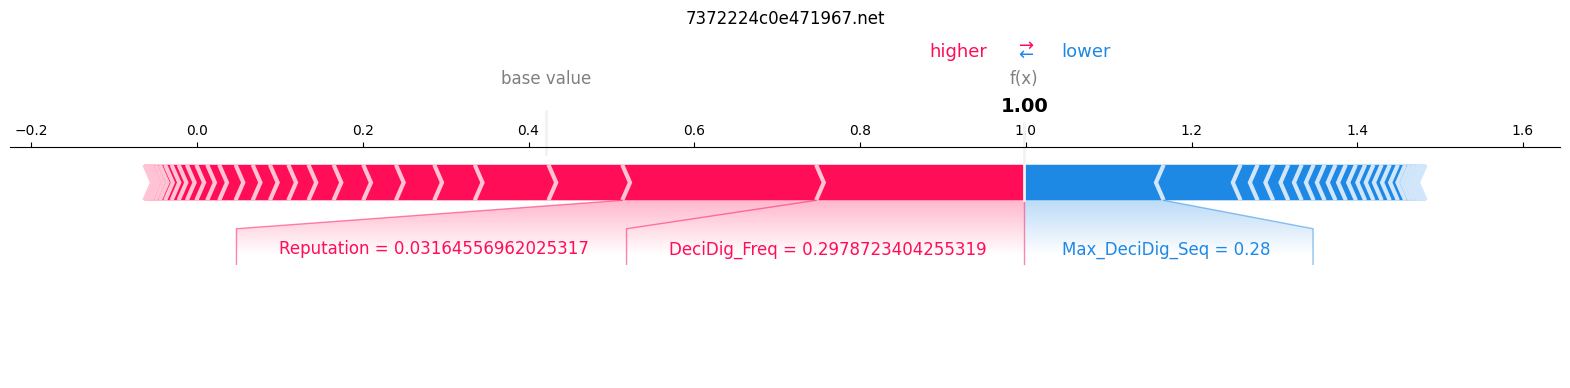 7372224c0e471967.net
higher ⇄ lower
base value f(x)
1.00
−0.2 0.0 0.2 0.4 0.6 0.8 1.0 1.2 1.4 1.6
Reputation = 0.03164556962025317 DeciDig_Freq = 0.2978723404255319 Max_DeciDig_Seq = 0.28